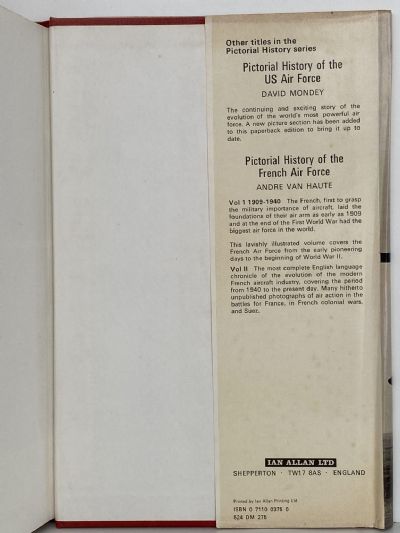 Other titles in the
Pictorial History series
Pictorial History of the
US Air Force
DAVID MONDEY
The continuing and exciting story of the
evolution of the world's most powerful air
force. A new picture section has been added
to this paperback edition to bring it up to
date.
Pictorial History of the
French Air Force
ANDRE VAN HAUTE
Vol 1 1909-1940 The French, first to grasp
the military importance of aircraft, laid the
foundations of their air arm as early as 1909
and at the end of the First World War had the
biggest air force in the world.
This lavishly illustrated volume covers the
French Air Force from the early pioneering
days to the beginning of World War II.
Vol II The most complete English language
chronicle of the evolution of the modern
French aircraft industry, covering the period
from 1940 to the present day. Many hitherto
unpublished photographs of air action in the
battles for France, in French colonial wars,
and Suez.
IAN ALLAN LTD
SHEPPERTON · TW17 8AS · ENGLAND
Printed by Ian Allan Printing Ltd
ISBN 0 7110 0376 0
524 DM 275